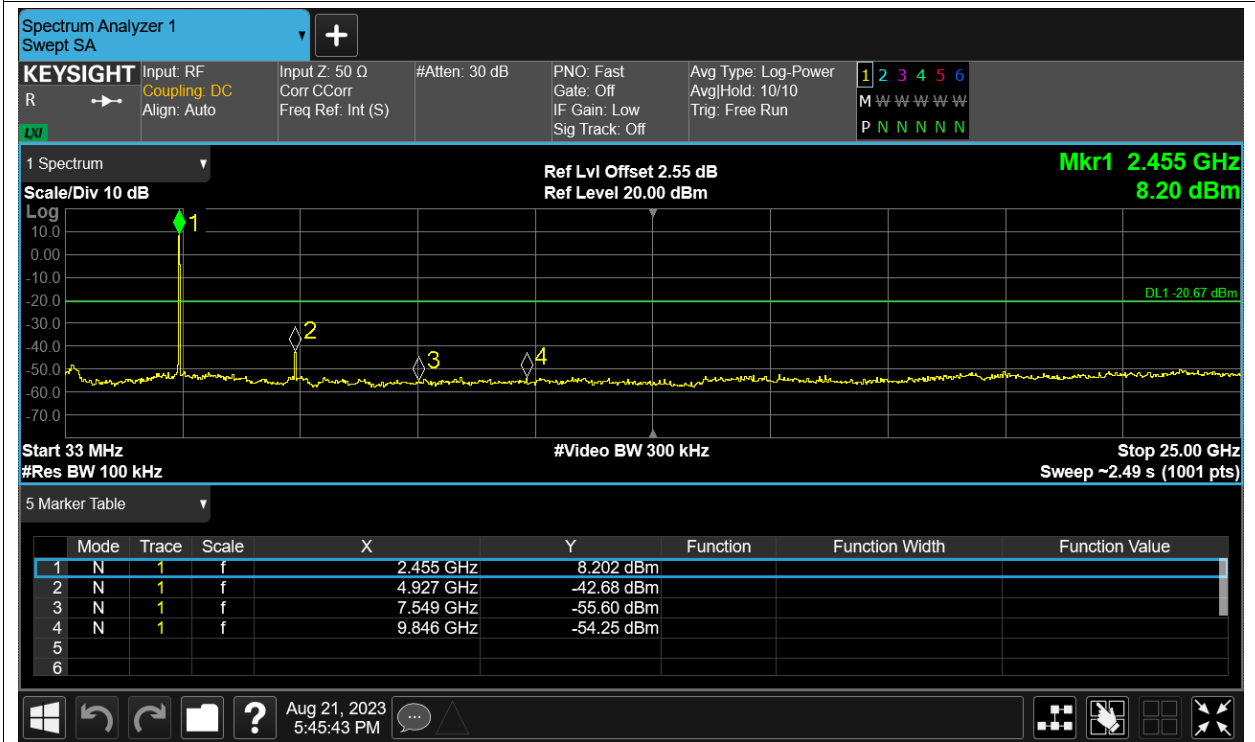 Spectrum Analyzer 1
Swept SA
+
KEYSIGHT Input: RF Input Z: 50 Ω #Atten: 30 dB PNO: Fast Avg Type: Log-Power 1 2 3 4 5 6
R Coupling: DC Corr CCorr Gate: Off Avg|Hold: 10/10 M W W W W W
Align: Auto Freq Ref: Int (S) IF Gain: Low Trig: Free Run
LXI Sig Track: Off P N N N N N
1 Spectrum Ref Lvl Offset 2.55 dB Mkr1 2.455 GHz
Scale/Div 10 dB Ref Level 20.00 dBm 8.20 dBm
Log
1
10.0
0.00
-10.0
DL1 -20.67 dBm
-20.0
-30.0
2
-40.0
3 4
-50.0
-60.0
-70.0
Start 33 MHz #Video BW 300 kHz Stop 25.00 GHz
#Res BW 100 kHz Sweep ~2.49 s (1001 pts)
5 Marker Table
Mode Trace Scale X Y Function Function Width Function Value
1 N 1 f 2.455 GHz 8.202 dBm
2 N 1 f 4.927 GHz -42.68 dBm
3 N 1 f 7.549 GHz -55.60 dBm
4 N 1 f 9.846 GHz -54.25 dBm
5
6
? Aug 21, 2023
5:45:43 PM